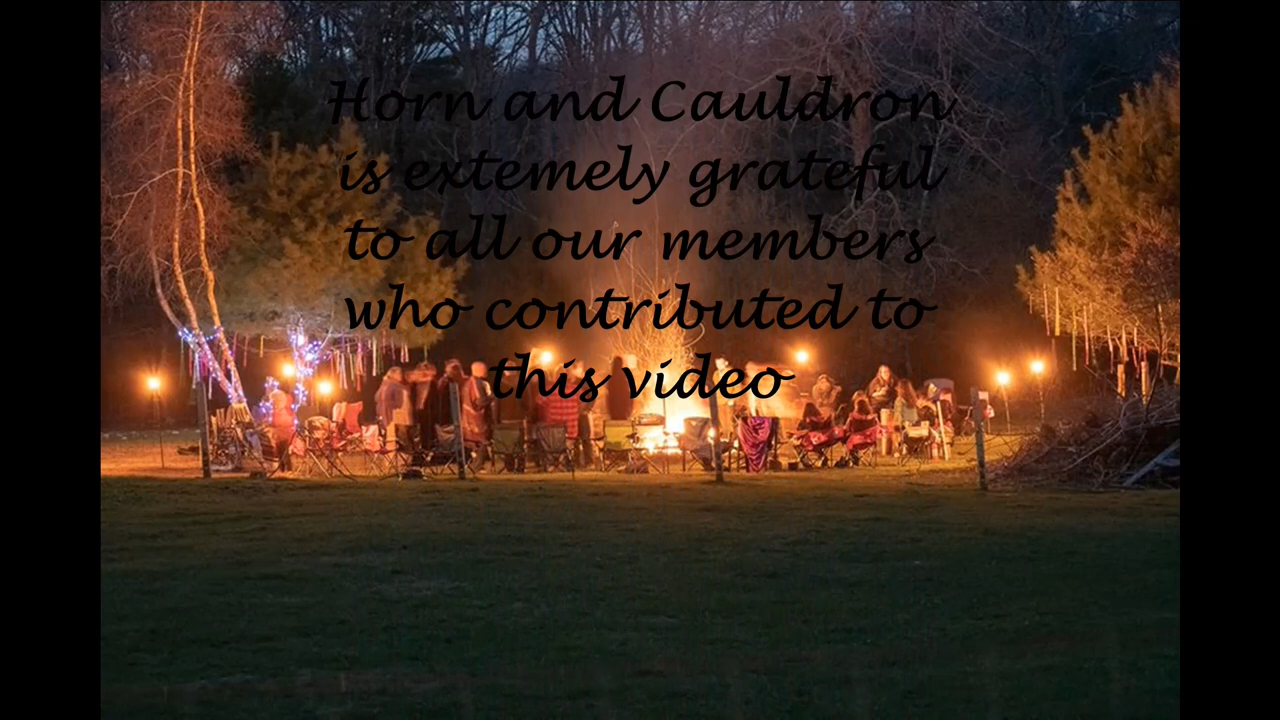 Horn and Cauldron
is extemely grateful
to all our members
who contributed to
this video